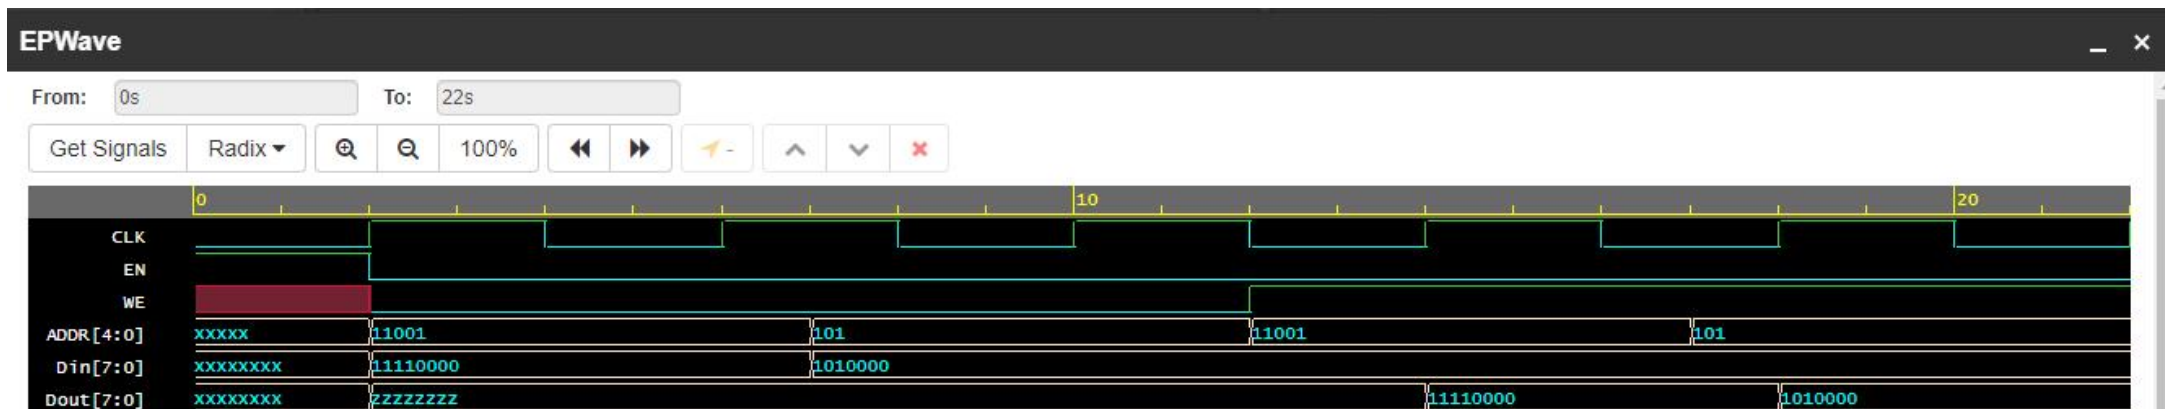 EPWave
From: 0s To: 22s
Get Signals Radix 100% -
0 10 20
CLK
EN
WE
ADDR[4:0] xxxxx 11001 101 11001 101
Din[7:0] xxxxxxxx 11110000 1010000
Dout[7:0] xxxxxxxx zzzzzzzz 11110000 1010000